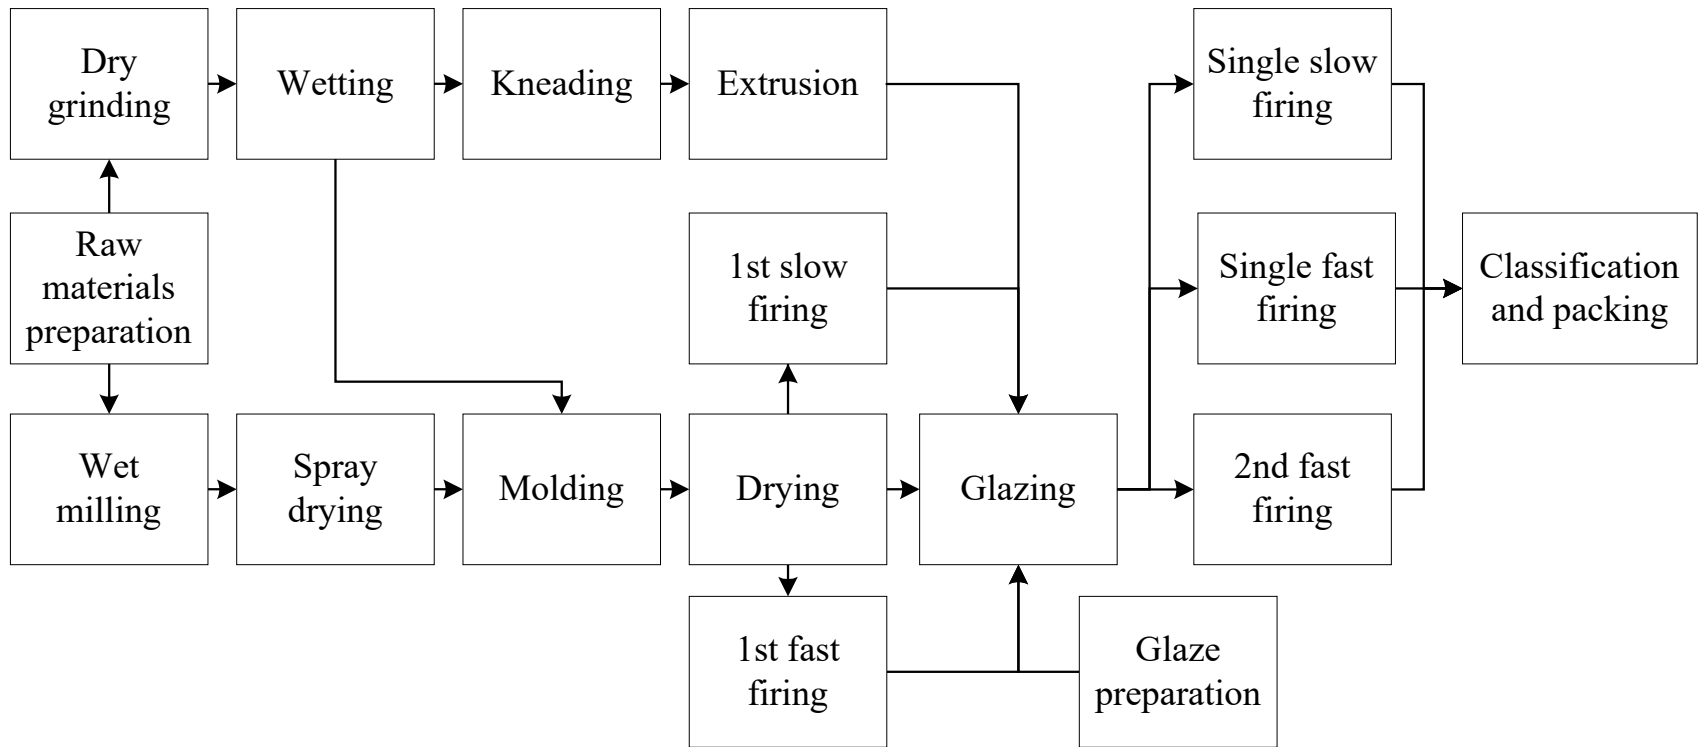 Dry
grinding
Wetting
Kneading
Extrusion
Single slow
firing
Raw
materials
preparation
1st slow
firing
Single fast
firing
Classification
and packing
Wet
milling
Spray
drying
Molding
Drying
Glazing
2nd fast
firing
1st fast
firing
Glaze
preparation